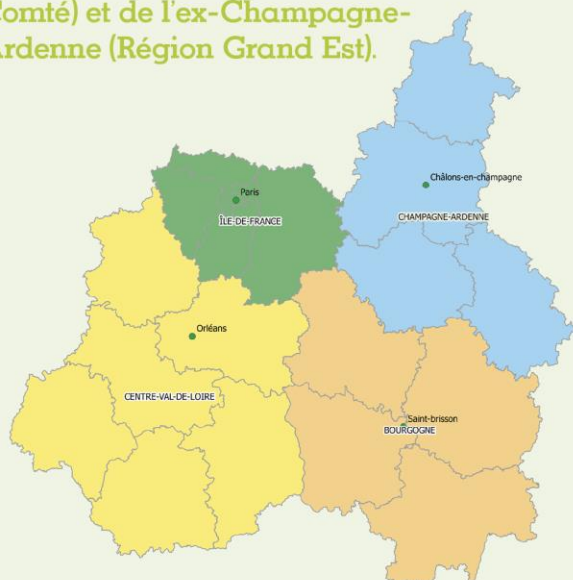 Comté) et de l'ex-Champagne-
Ardenne (Région Grand Est).
Châlons-en-champagne
Paris
CHAMPAGNE-ARDENNE
ÎLE-DE-FRANCE
Orléans
CENTRE-VAL-DE-LOIRE
Saint-brisson
BOURGOGNE